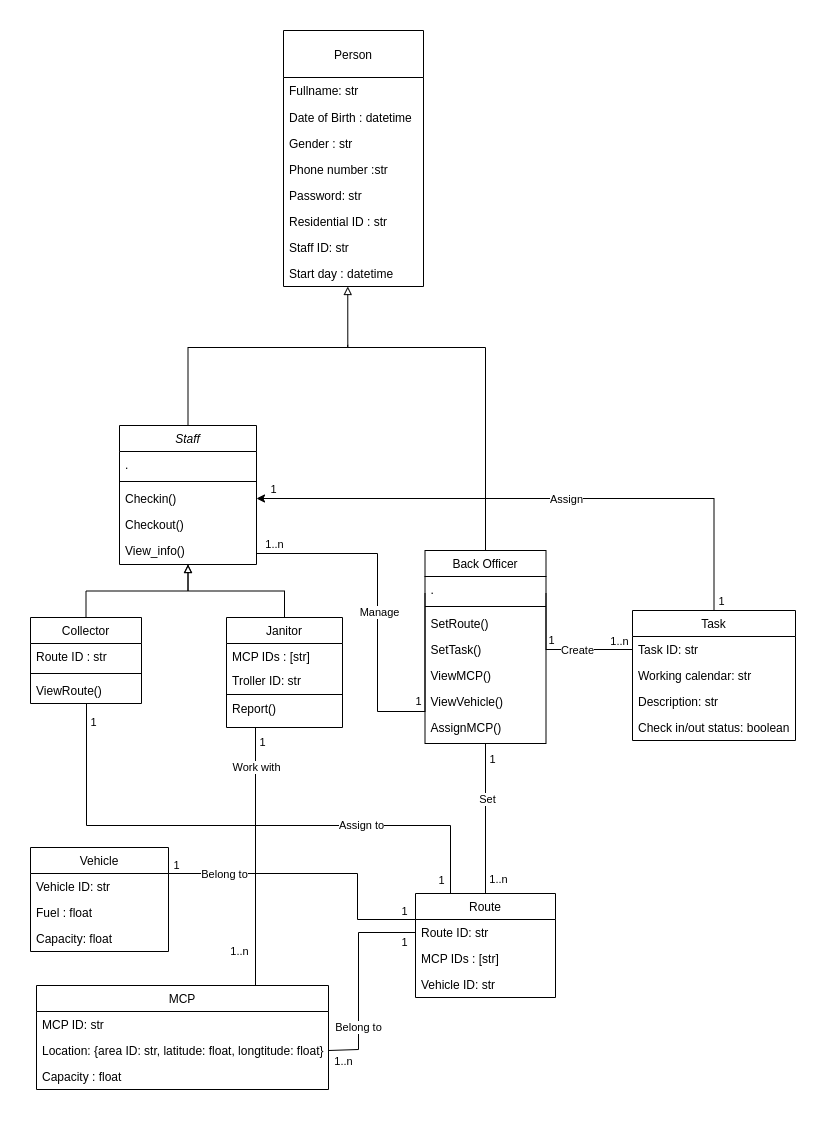 Person
Fullname: str
Date of Birth : datetime
Gender : str
Phone number :str
Password: str
Residential ID : str
Staff ID: str
Start day : datetime
Staff
.
Checkin()
Checkout()
View_info()
1
Assign
1
1..n
Manage
1
Back Officer
.
SetRoute()
SetTask()
ViewMCP()
ViewVehicle()
AssignMCP()
1
Create
1..n
Task
Task ID: str
Working calendar: str
Description: str
Check in/out status: boolean
Collector
Route ID : str
ViewRoute()
1
Janitor
MCP IDs : [str]
Troller ID: str
Report()
1
Work with
1..n
1
Set
1..n
Assign to
1
Vehicle
Vehicle ID: str
Fuel : float
Capacity: float
1
Belong to
1
Route
Route ID: str
MCP IDs : [str]
Vehicle ID: str
1
Belong to
1..n
MCP
MCP ID: str
Location: {area ID: str, latitude: float, longtitude: float}
Capacity : float